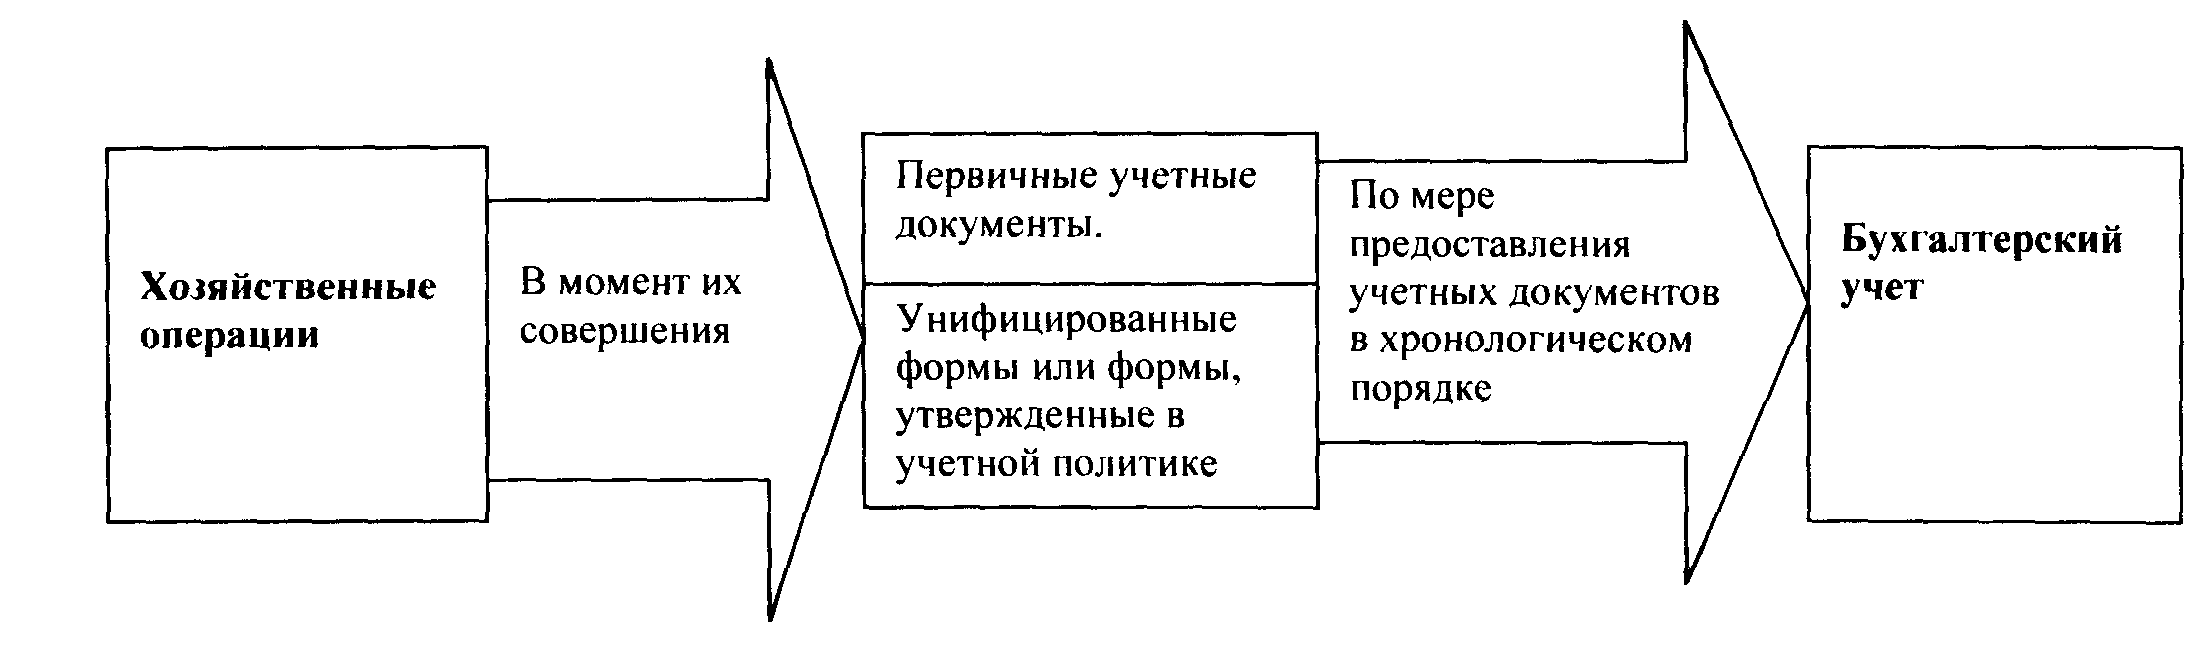 Хозяйственные
операции
В момент их
совершения
Первичные учетные
документы.
Унифицированные
формы или формы,
утвержденные в
учетной политике
По мере
предоставления
учетных документов
в хронологическом
порядке
Бухгалтерский
учет